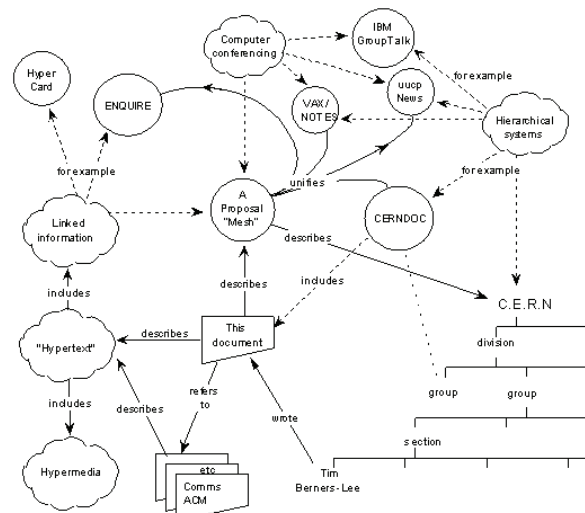 IBM
GroupTalk
Computer
conferencing
Hyper
Card
for example
uucp
News
ENQUIRE
VAX/
NOTES
Hierarchical
systems
for example
unifies
for example
A
Proposal
"Mesh"
Linked
information
CERNDOC
describes
C.E.R.N
describes
includes
includes
This
document
division
describes
"Hypertext"
group
group
refers
to
includes
describes
wrote
section
Hypermedia
etc
Tim
Berners-Lee
Comms
ACM